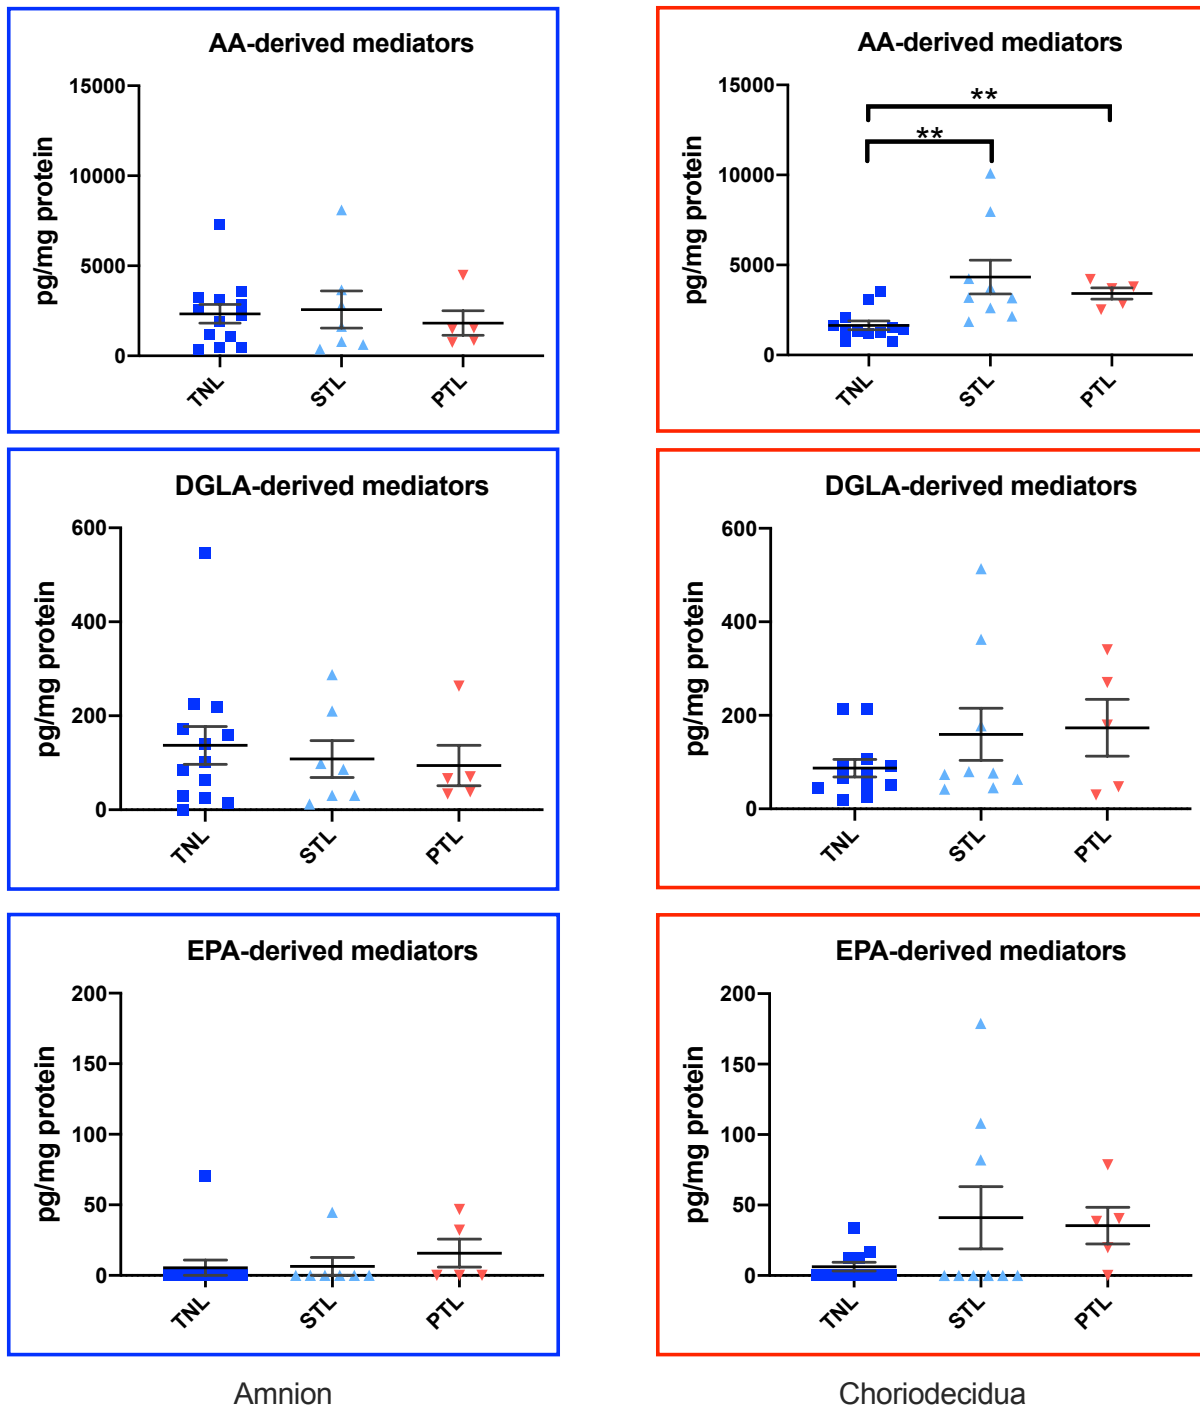 AA-derived mediators
15000
10000
5000
0
pg/mg protein
TNL
STL
PTL
AA-derived mediators
15000
10000
5000
0
pg/mg protein
**
**
TNL
STL
PTL
DGLA-derived mediators
600
400
200
0
pg/mg protein
TNL
STL
PTL
DGLA-derived mediators
600
400
200
0
pg/mg protein
TNL
STL
PTL
EPA-derived mediators
200
150
100
50
0
pg/mg protein
TNL
STL
PTL
EPA-derived mediators
200
150
100
50
0
pg/mg protein
TNL
STL
PTL
Amnion
Choriodecidua